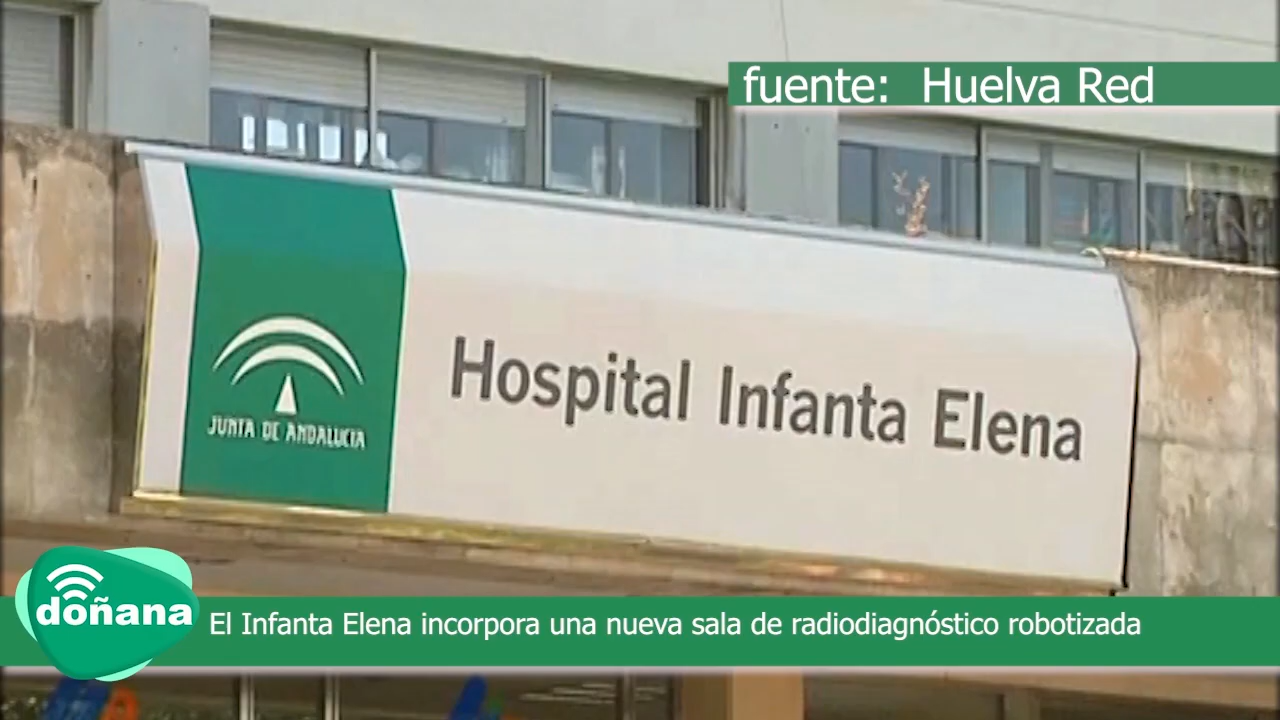 fuente: Huelva Red
Hospital Infanta Elena
JUNTA DE ANDALUCIA
doñana
El Infanta Elena incorpora una nueva sala de radiodiagnóstico robotizada